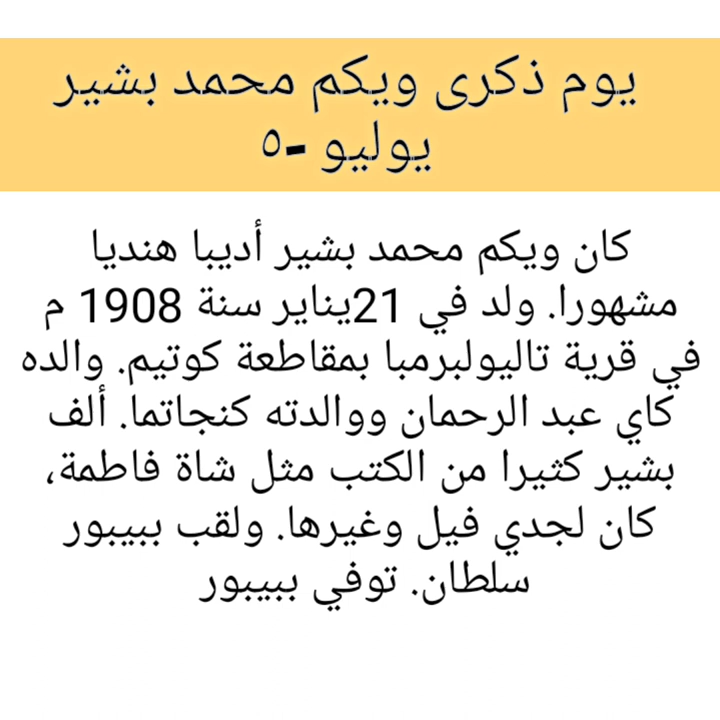 يوم ذكرى ويكم محمد بشير
يوليو -٥
كان ويكم محمد بشير أديبا هنديا
مشهورا. ولد في 21يناير سنة 1908 م
في قرية تاليولبرمبا بمقاطعة كوتيم. والده
كاي عبد الرحمان ووالدته كنجاتما. ألف
بشير كثيرا من الكتب مثل شاة فاطمة،
كان لجدي فيل وغيرها. ولقب ببيبور
سلطان. توفي ببيبور